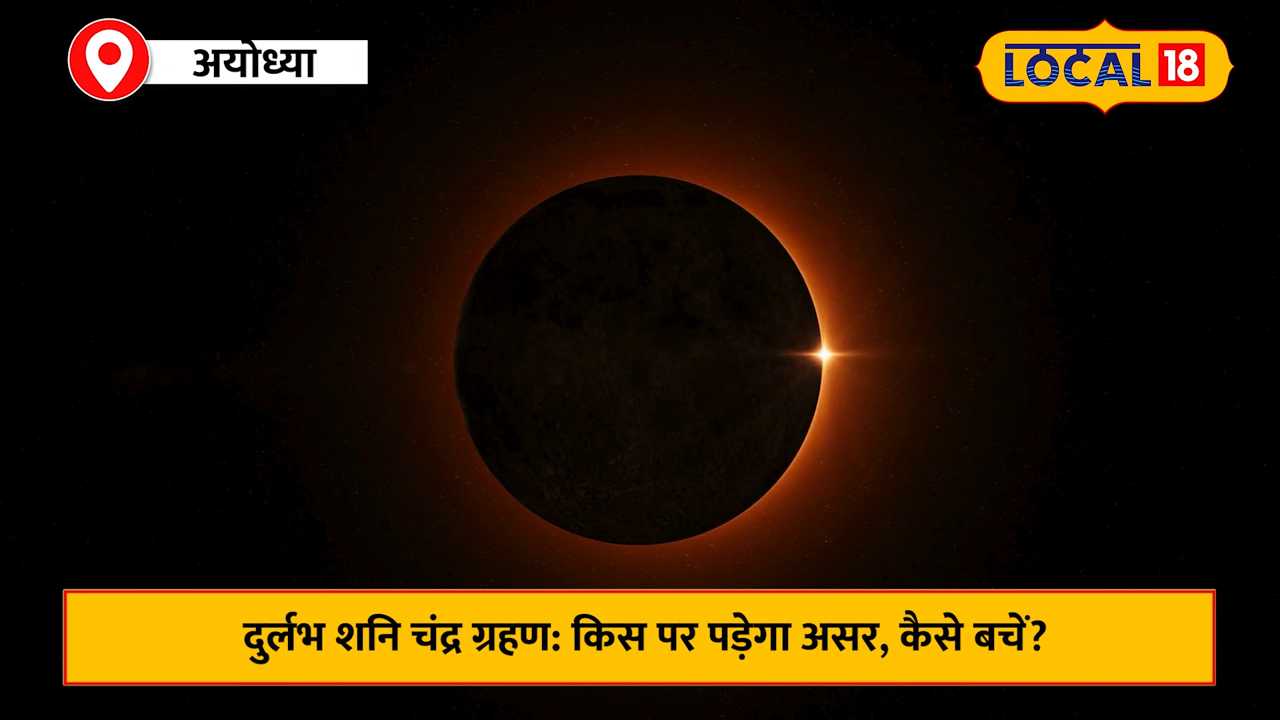 अयोध्या
LOCAL 18
दुर्लभ शनि चंद्र ग्रहण: किस पर पड़ेगा असर, कैसे बचें?